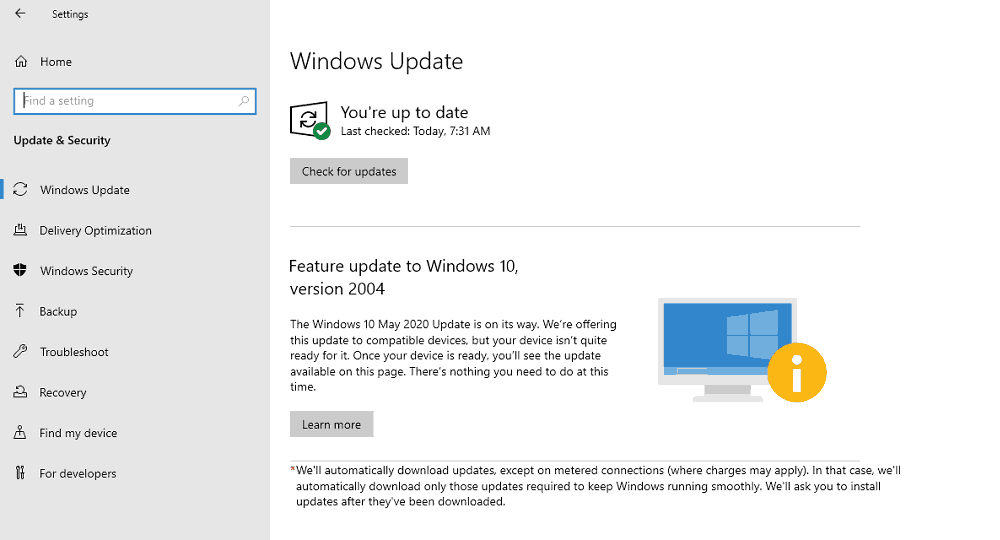 Settings
Home
Find a setting
Update & Security
Windows Update
Delivery Optimization
Windows Security
Backup
Troubleshoot
Recovery
Find my device
For developers
Windows Update
You're up to date
Last checked: Today, 7:31 AM
Check for updates
Feature update to Windows 10,
version 2004
The Windows 10 May 2020 Update is on its way. We're offering
this update to compatible devices, but your device isn't quite
ready for it. Once your device is ready, you'll see the update
available on this page. There's nothing you need to do at this
time.
Learn more
*We'll automatically download updates, except on metered connections (where charges may apply). In that case, we'll
automatically download only those updates required to keep Windows running smoothly. We'll ask you to install
updates after they've been downloaded.